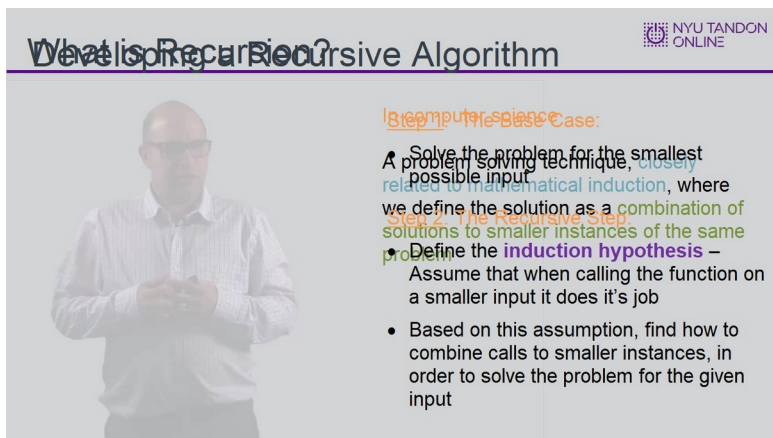 NYU TANDON
ONLINE
What is Recursion?
Developing a Recursive Algorithm
In computer science
A problem solving technique, closely
related to mathematical induction, where
we define the solution as a combination of
solutions to smaller instances of the same
problem
Step 1: The Base Case:
• Solve the problem for the smallest
possible input
Step 2: The Recursive Step:
• Define the induction hypothesis –
Assume that when calling the function on
a smaller input it does it's job
• Based on this assumption, find how to
combine calls to smaller instances, in
order to solve the problem for the given
input